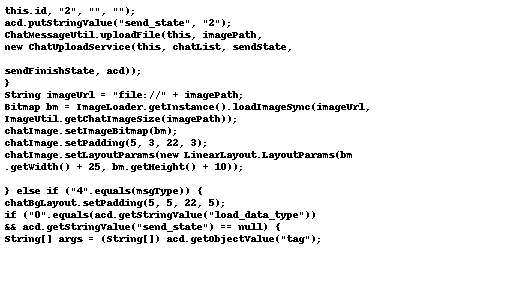 this.id, "2", "", "");
acd.putStringValue("send_state", "2");
ChatMessageUtil.uploadFile(this, imagePath,
new ChatUploadService(this, chatList, sendState,
sendFinishState, acd));
}
String imageUrl = "file://" + imagePath;
Bitmap bm = ImageLoader.getInstance().loadImageSync(imageUrl,
ImageUtil.getChatImageSize(imagePath));
chatImage.setImageBitmap(bm);
chatImage.setPadding(5, 3, 22, 3);
chatImage.setLayoutParams(new LinearLayout.LayoutParams(bm
.getWidth() + 25, bm.getHeight() + 10));
} else if ("4".equals(msgType)) {
chatBgLayout.setPadding(5, 5, 22, 5);
if ("0".equals(acd.getStringValue("load_data_type"))
&& acd.getStringValue("send_state") == null) {
String[] args = (String[]) acd.getObjectValue("tag");